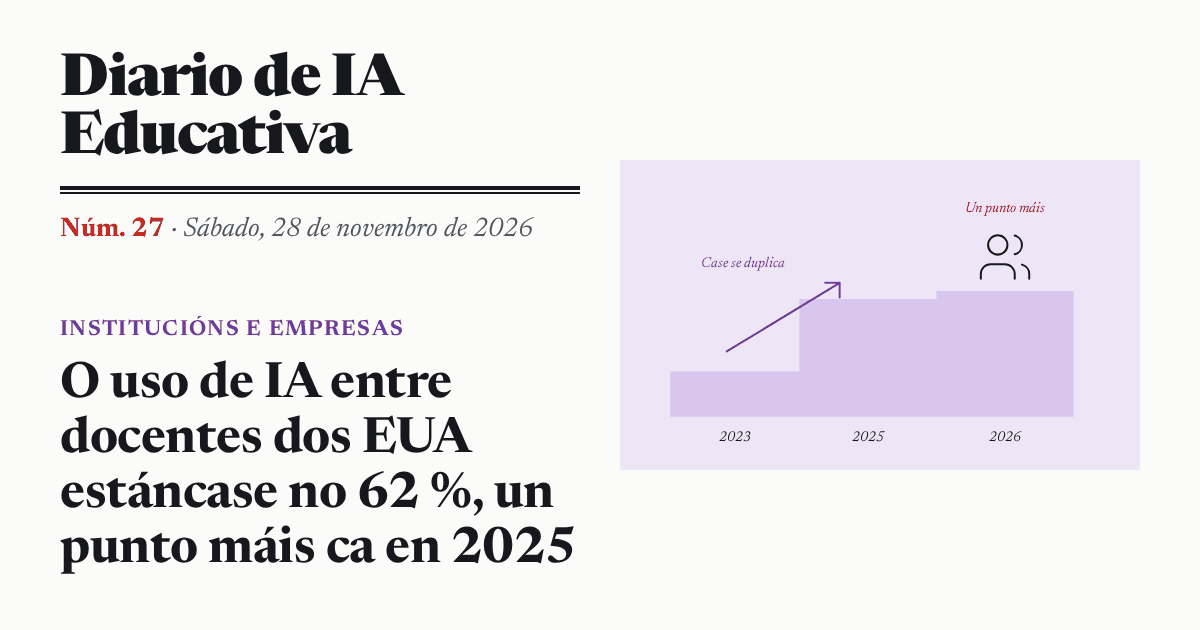 Diario de IA
Educativa
Núm. 27 · Sábado, 28 de novembro de 2026
INSTITUCIÓNS E EMPRESAS
O uso de IA entre
docentes dos EUA
estáncase no 62 %, un
punto máis ca en 2025
Un punto máis
Case se duplica
2023 2025 2026